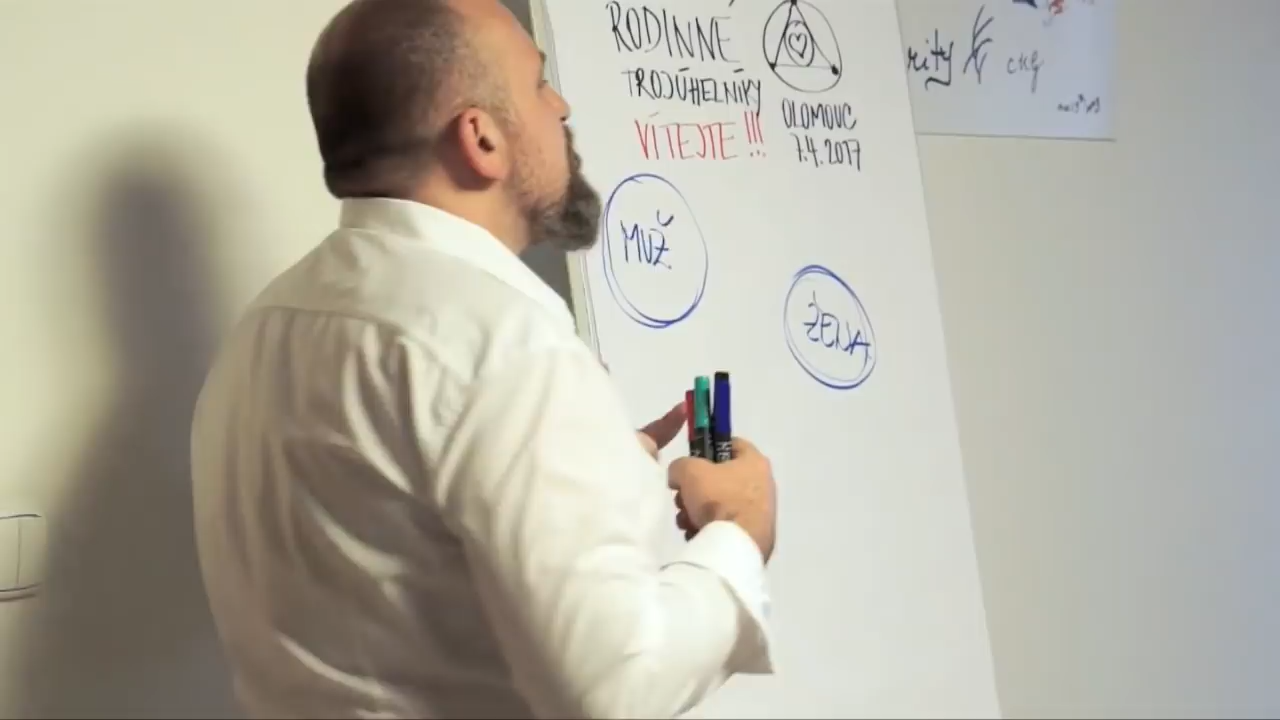 RODINNÉ
TROJÚHELNÍKY
VÍTEJTE !!!
OLOMOUC
7.4.2017
MUŽ
ŽENA
rity